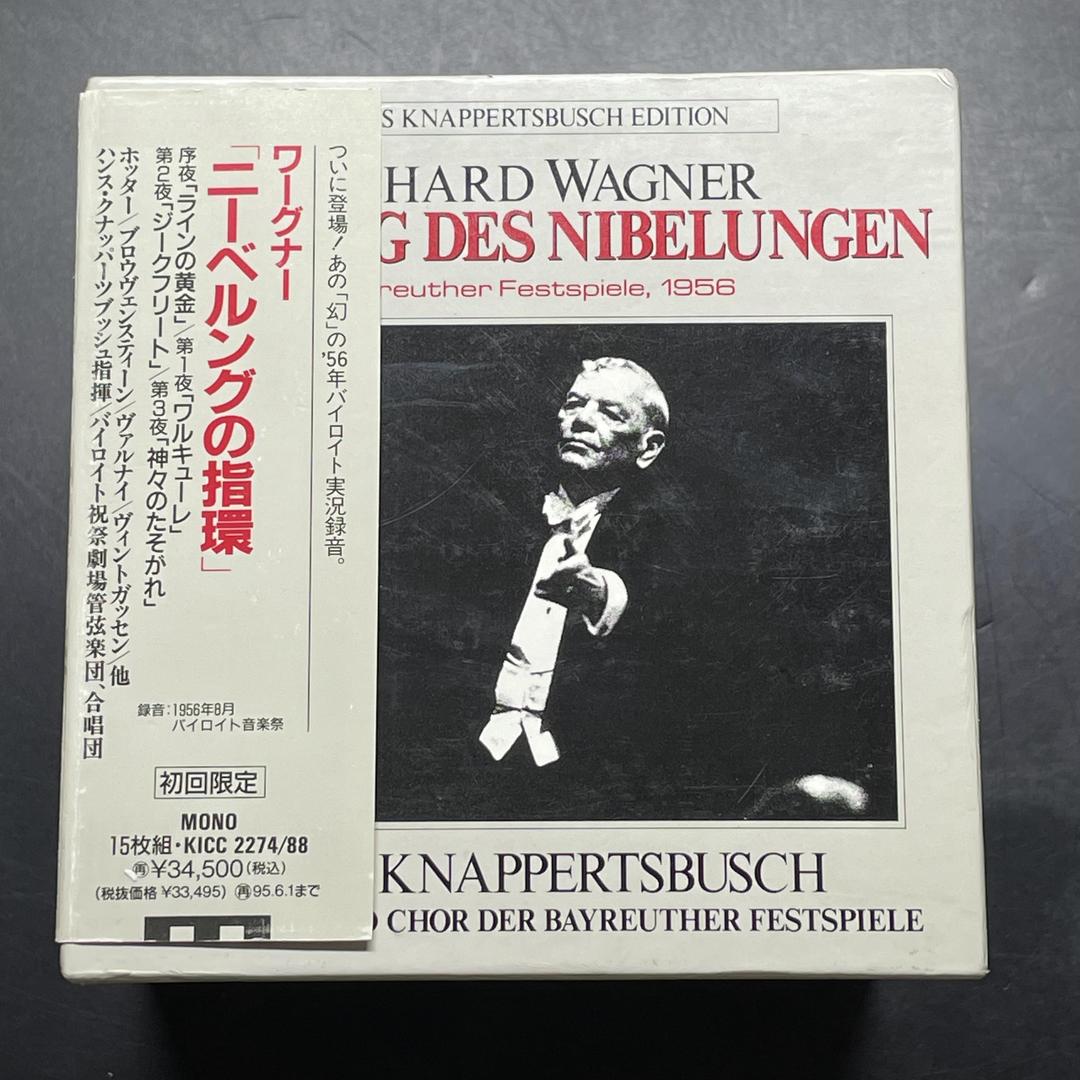 ついに登場！あの「幻」の'56年バイロイト実況録音。
ワーグナー
「ニーベルングの指環」
序夜「ラインの黄金」／第1夜「ワルキューレ」
第2夜「ジークフリート」／第3夜「神々のたそがれ」
ホッター／ブロウヴェンスティーン／ヴァルナイ／ヴィントガッセン／他
ハンス・クナッパーツブッシュ指揮／バイロイト祝祭劇場管弦楽団、合唱団
録音：1956年8月
バイロイト音楽祭
初回限定
MONO
15枚組・KICC 2274/88
再¥34,500(税込)
(税抜価格 ¥33,495) 再95.6.1まで
S KNAPPERTSBUSCH EDITION
HARD WAGNER
G DES NIBELUNGEN
reuther Festspiele, 1956
KNAPPERTSBUSCH
D CHOR DER BAYREUTHER FESTSPIELE